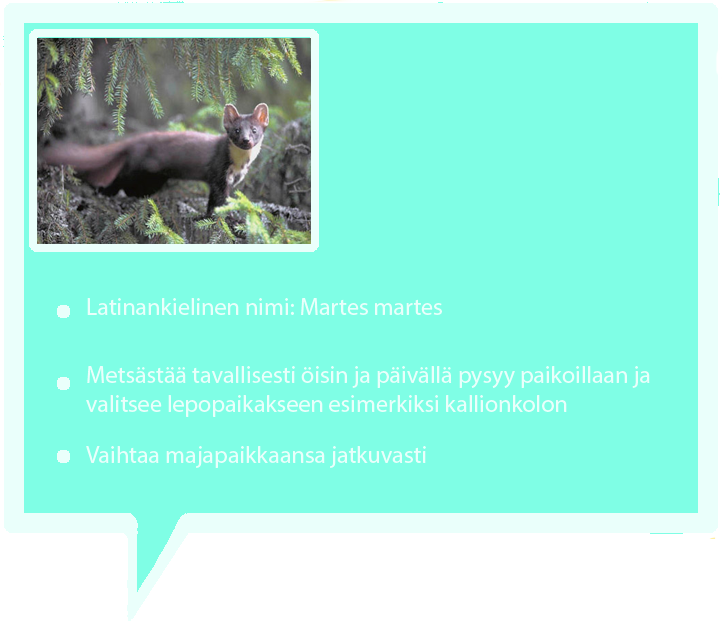 Latinankielinen nimi: Martes martes
Metsästää tavallisesti öisin ja päivällä pysyy paikoillaan ja
valitsee lepopaikakseen esimerkiksi kallionkolon
Vaihtaa majapaikkaansa jatkuvasti